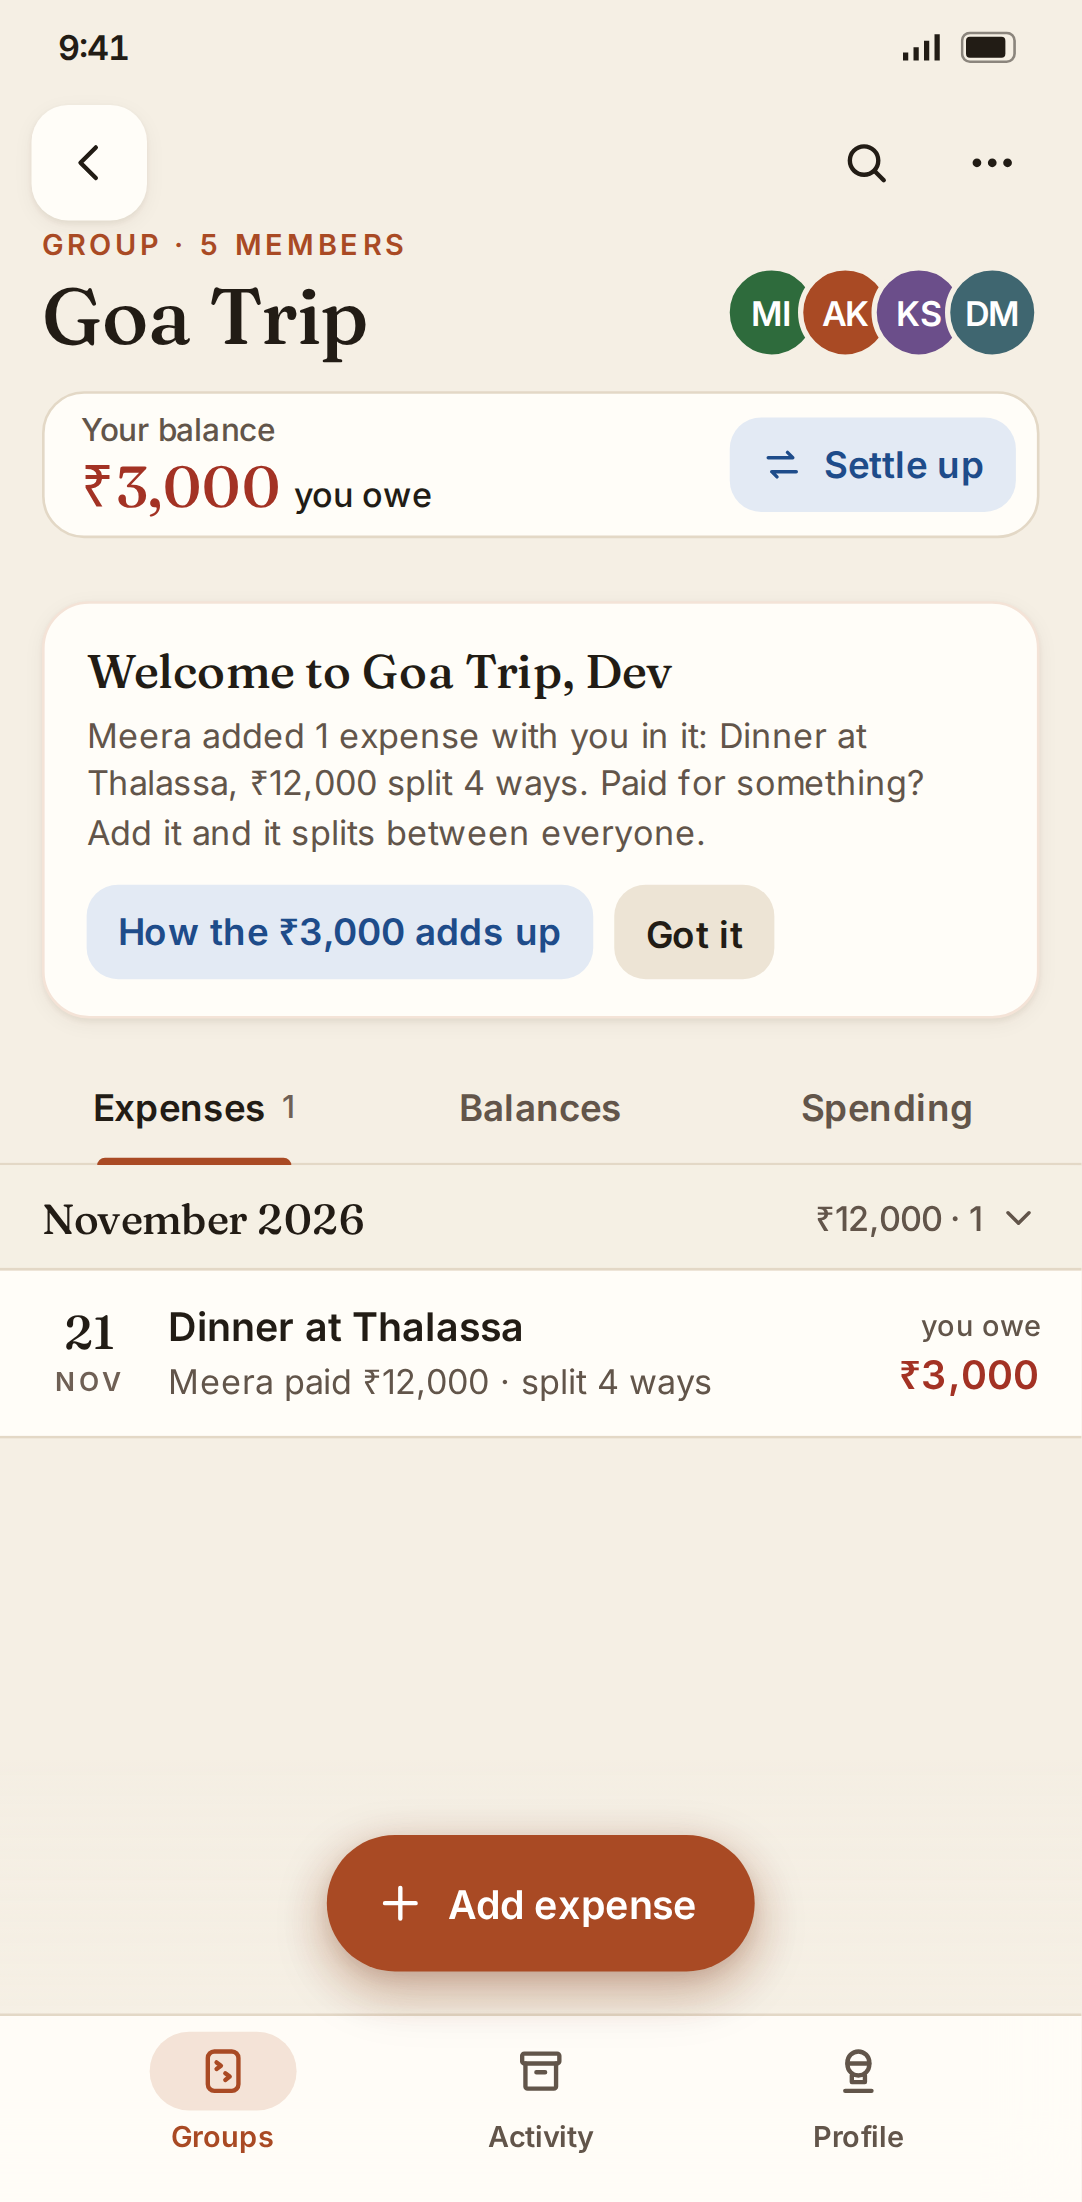 9:41
GROUP · 5 MEMBERS
Goa Trip
MI AK KS DM
Your balance
₹3,000 you owe
Settle up
Welcome to Goa Trip, Dev
Meera added 1 expense with you in it: Dinner at
Thalassa, ₹12,000 split 4 ways. Paid for something?
Add it and it splits between everyone.
How the ₹3,000 adds up
Got it
Expenses 1
Balances
Spending
November 2026
₹12,000 · 1
21
NOV
Dinner at Thalassa
Meera paid ₹12,000 · split 4 ways
you owe
₹3,000
Add expense
Groups
Activity
Profile